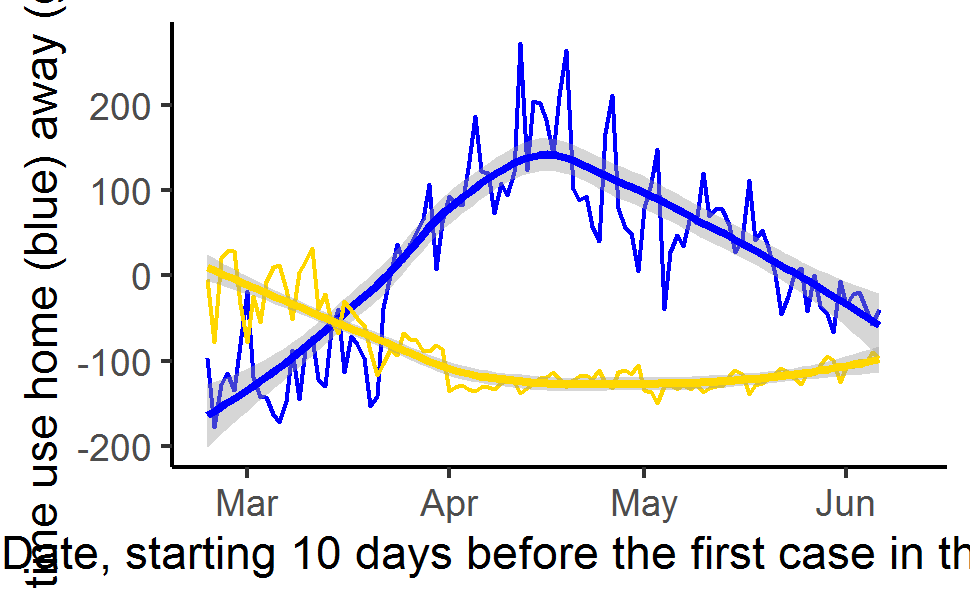 time use home (blue) away (
200
100
0
-100
-200
Mar Apr May Jun
Date, starting 10 days before the first case in th